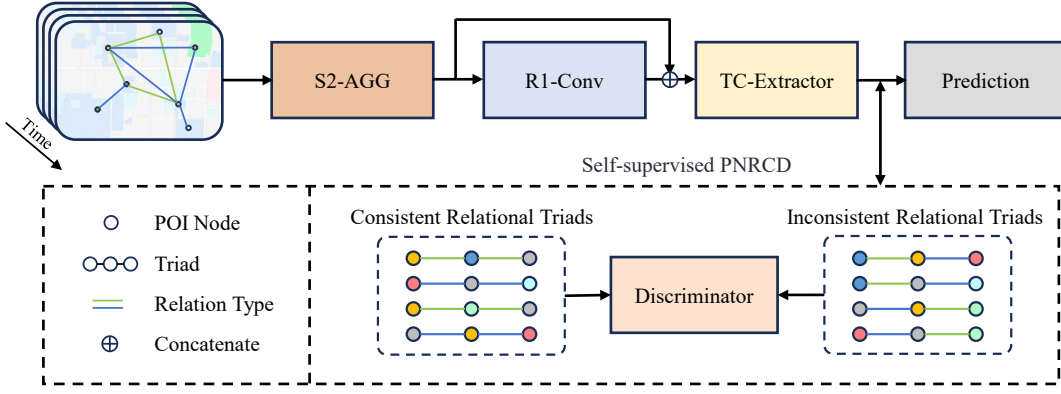 S2-AGG
R1-Conv
TC-Extractor
Prediction
Time
Self-supervised PNRCD
POI Node
Triad
Relation Type
Concatenate
Consistent Relational Triads
Inconsistent Relational Triads
Discriminator